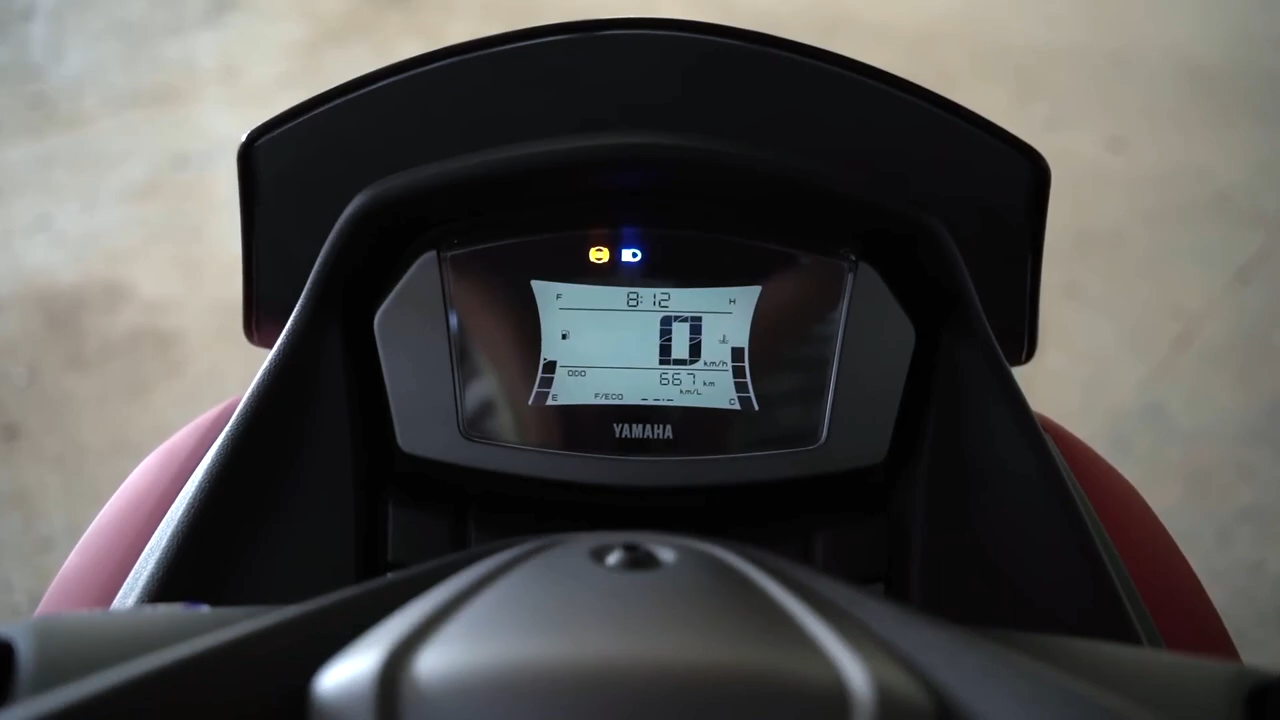 F 8:12 H
0 km/h
ODO 667 km
km/L
E F/ECO --.- C
YAMAHA